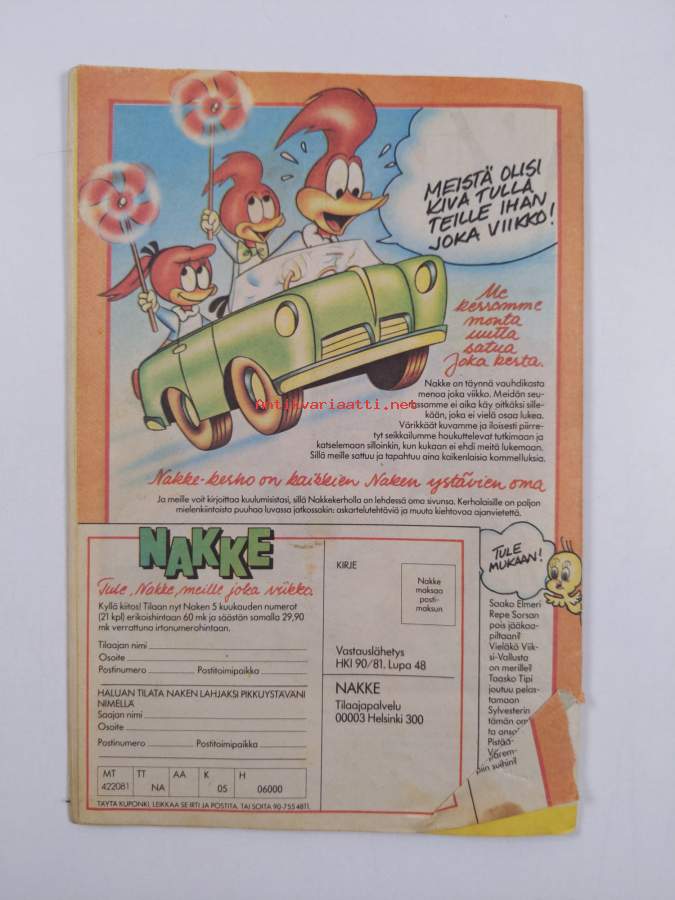 MEISTÄ OLISI
KIVA TULLA
TEILLE IHAN
JOKA VIIKKO!
Me
kerromme
monta
uutta
satua
Joka kerta.
Nakke on täynnä vauhdikasta
menoa joka viikko. Meidän seu-
assamme ei aika käy pitkäksi sille-
kään, joka ei vielä osaa lukea.
Värikkäät kuvamme ja iloisesti piirre-
tyt seikkailumme houkuttelevat tutkimaan ja
katselemaan silloinkin, kun kukaan ei ehdi meitä lukemaan.
Sillä meille sattuu ja tapahtuu aina kaikenlaisia kommelluksia.
Antikvariaatti.net
Nakke-kerho on kaikkien Naken ystävien oma
Ja meille voit kirjoittaa kuulumisistasi, sillä Nakkekerholla on lehdessä oma sivunsa. Kerholaisille on paljon
mielenkiintoista puuhaa luvassa jatkossakin: askartelutehtäviä ja muuta kiehtovaa ajanvietettä.
NAKKE
Tule, Nakke, meille joka viikko.
Kyllä kiitos! Tilaan nyt Naken 5 kuukauden numerot
(21 kpl) erikoishintaan 60 mk ja säästän samalla 29,90
mk verrattuna irtonumerohintaan.
Tilaajan nimi
Osoite
Postinumero Postitoimipaikka
HALUAN TILATA NAKEN LAHJAKSI PIKKUYSTÄVÄNI
NIMELLÄ
Saajan nimi
Osoite
Postinumero Postitoimipaikka
MT TT AA K H
422081 NA 05 06000
TÄYTÄ KUPONKI, LEIKKAA SE IRTI JA POSTITA, TAI SOITA 90-755 4811.
KIRJE
Nakke
maksaa
posti-
maksun
Vastauslähetys
HKI 90/81. Lupa 48
NAKKE
Tilaajapalvelu
00003 Helsinki 300
TULE
MUKAAN!
Saako Elmeri
Repe Sorsan
pois jääkaa-
piltaan?
Vieläkö Viik-
si-Vallusta
on merille?
Taasko Tipi
joutuu pelas-
tamaan
Sylvesterin
tämän om
ta ansa
Pistää-
piin suihin?